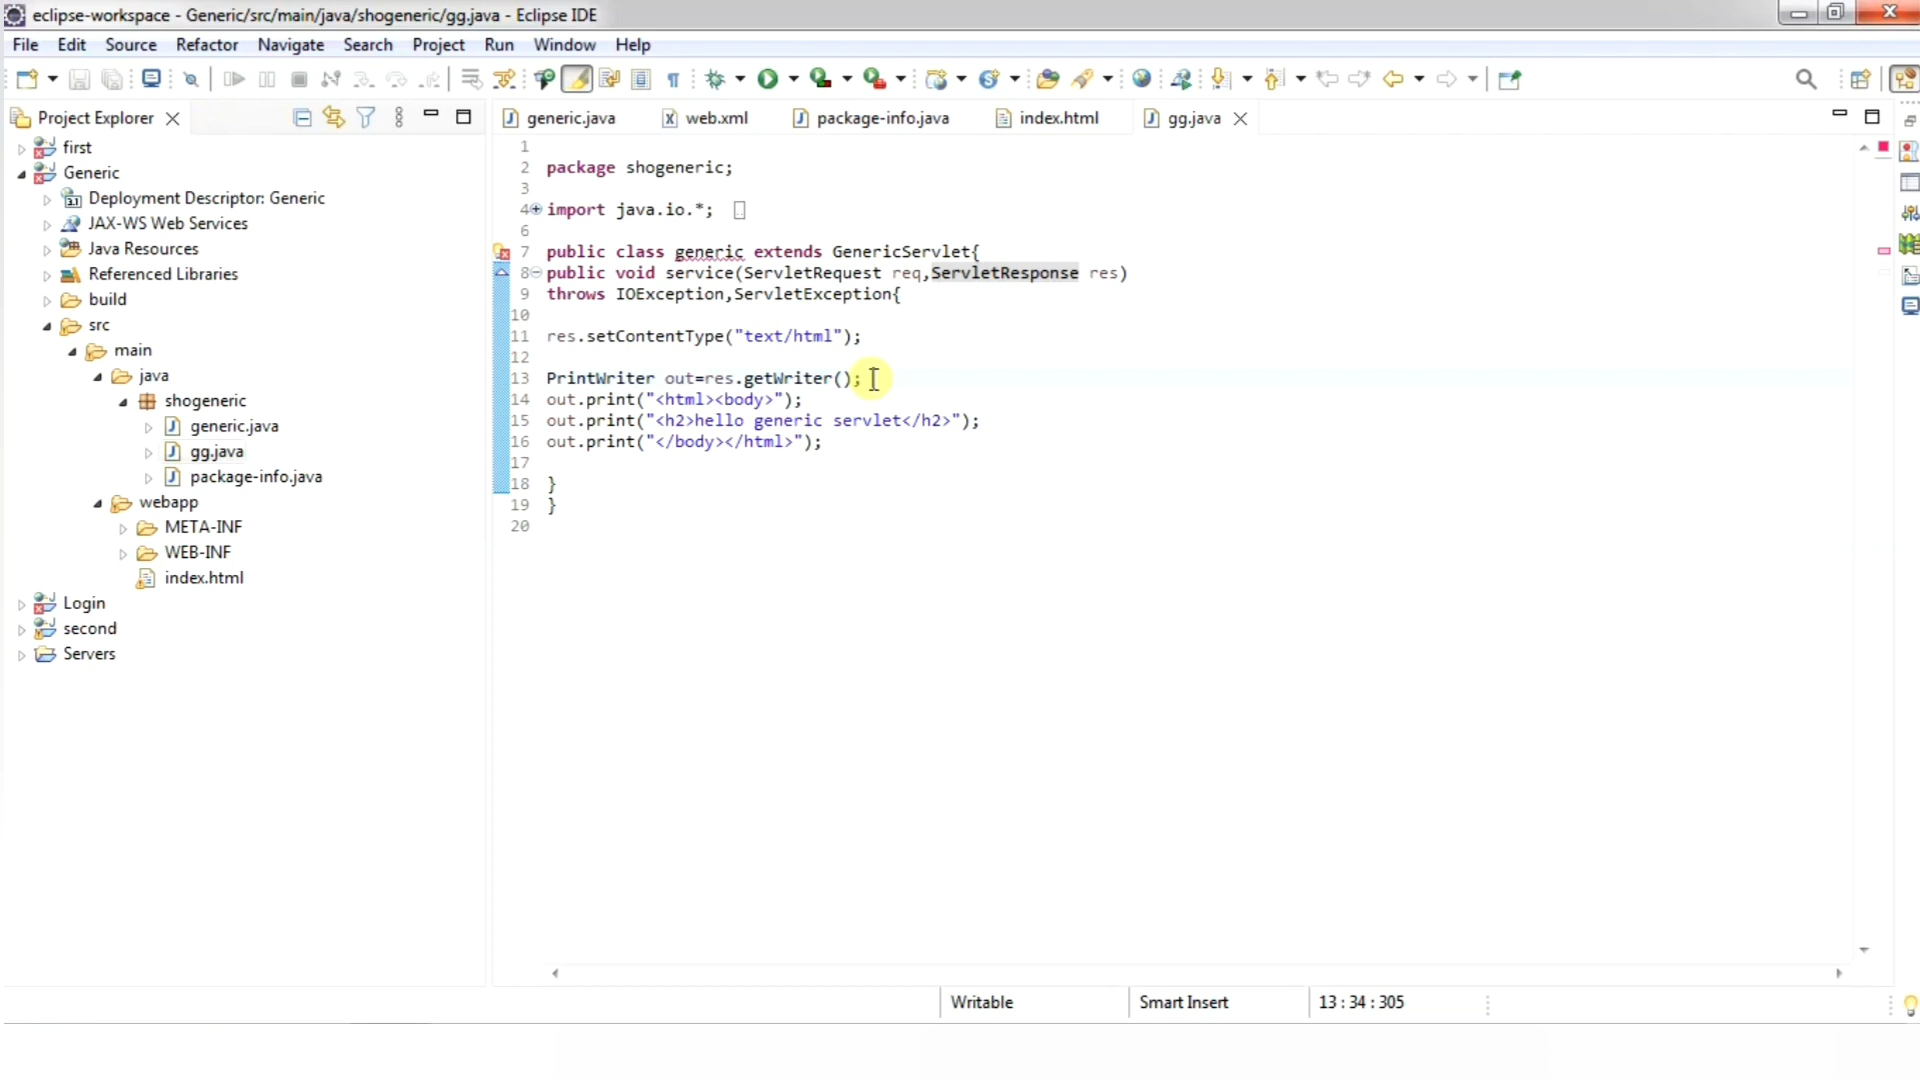 eclipse-workspace - Generic/src/main/java/shogeneric/gg.java - Eclipse IDE
File Edit Source Refactor Navigate Search Project Run Window Help
Project Explorer
generic.java web.xml package-info.java index.html gg.java
first
Generic
Deployment Descriptor: Generic
JAX-WS Web Services
Java Resources
Referenced Libraries
build
src
main
java
shogeneric
generic.java
gg.java
package-info.java
webapp
META-INF
WEB-INF
index.html
Login
second
Servers
1
2 package shogeneric;
3
4 import java.io.*;
6
7 public class generic extends GenericServlet{
8 public void service(ServletRequest req,ServletResponse res)
9 throws IOException,ServletException{
10
11 res.setContentType("text/html");
12
13 PrintWriter out=res.getWriter();
14 out.print("<html><body>");
15 out.print("<h2>hello generic servlet</h2>");
16 out.print("</body></html>");
17
18 }
19 }
20
Writable Smart Insert 13 : 34 : 305